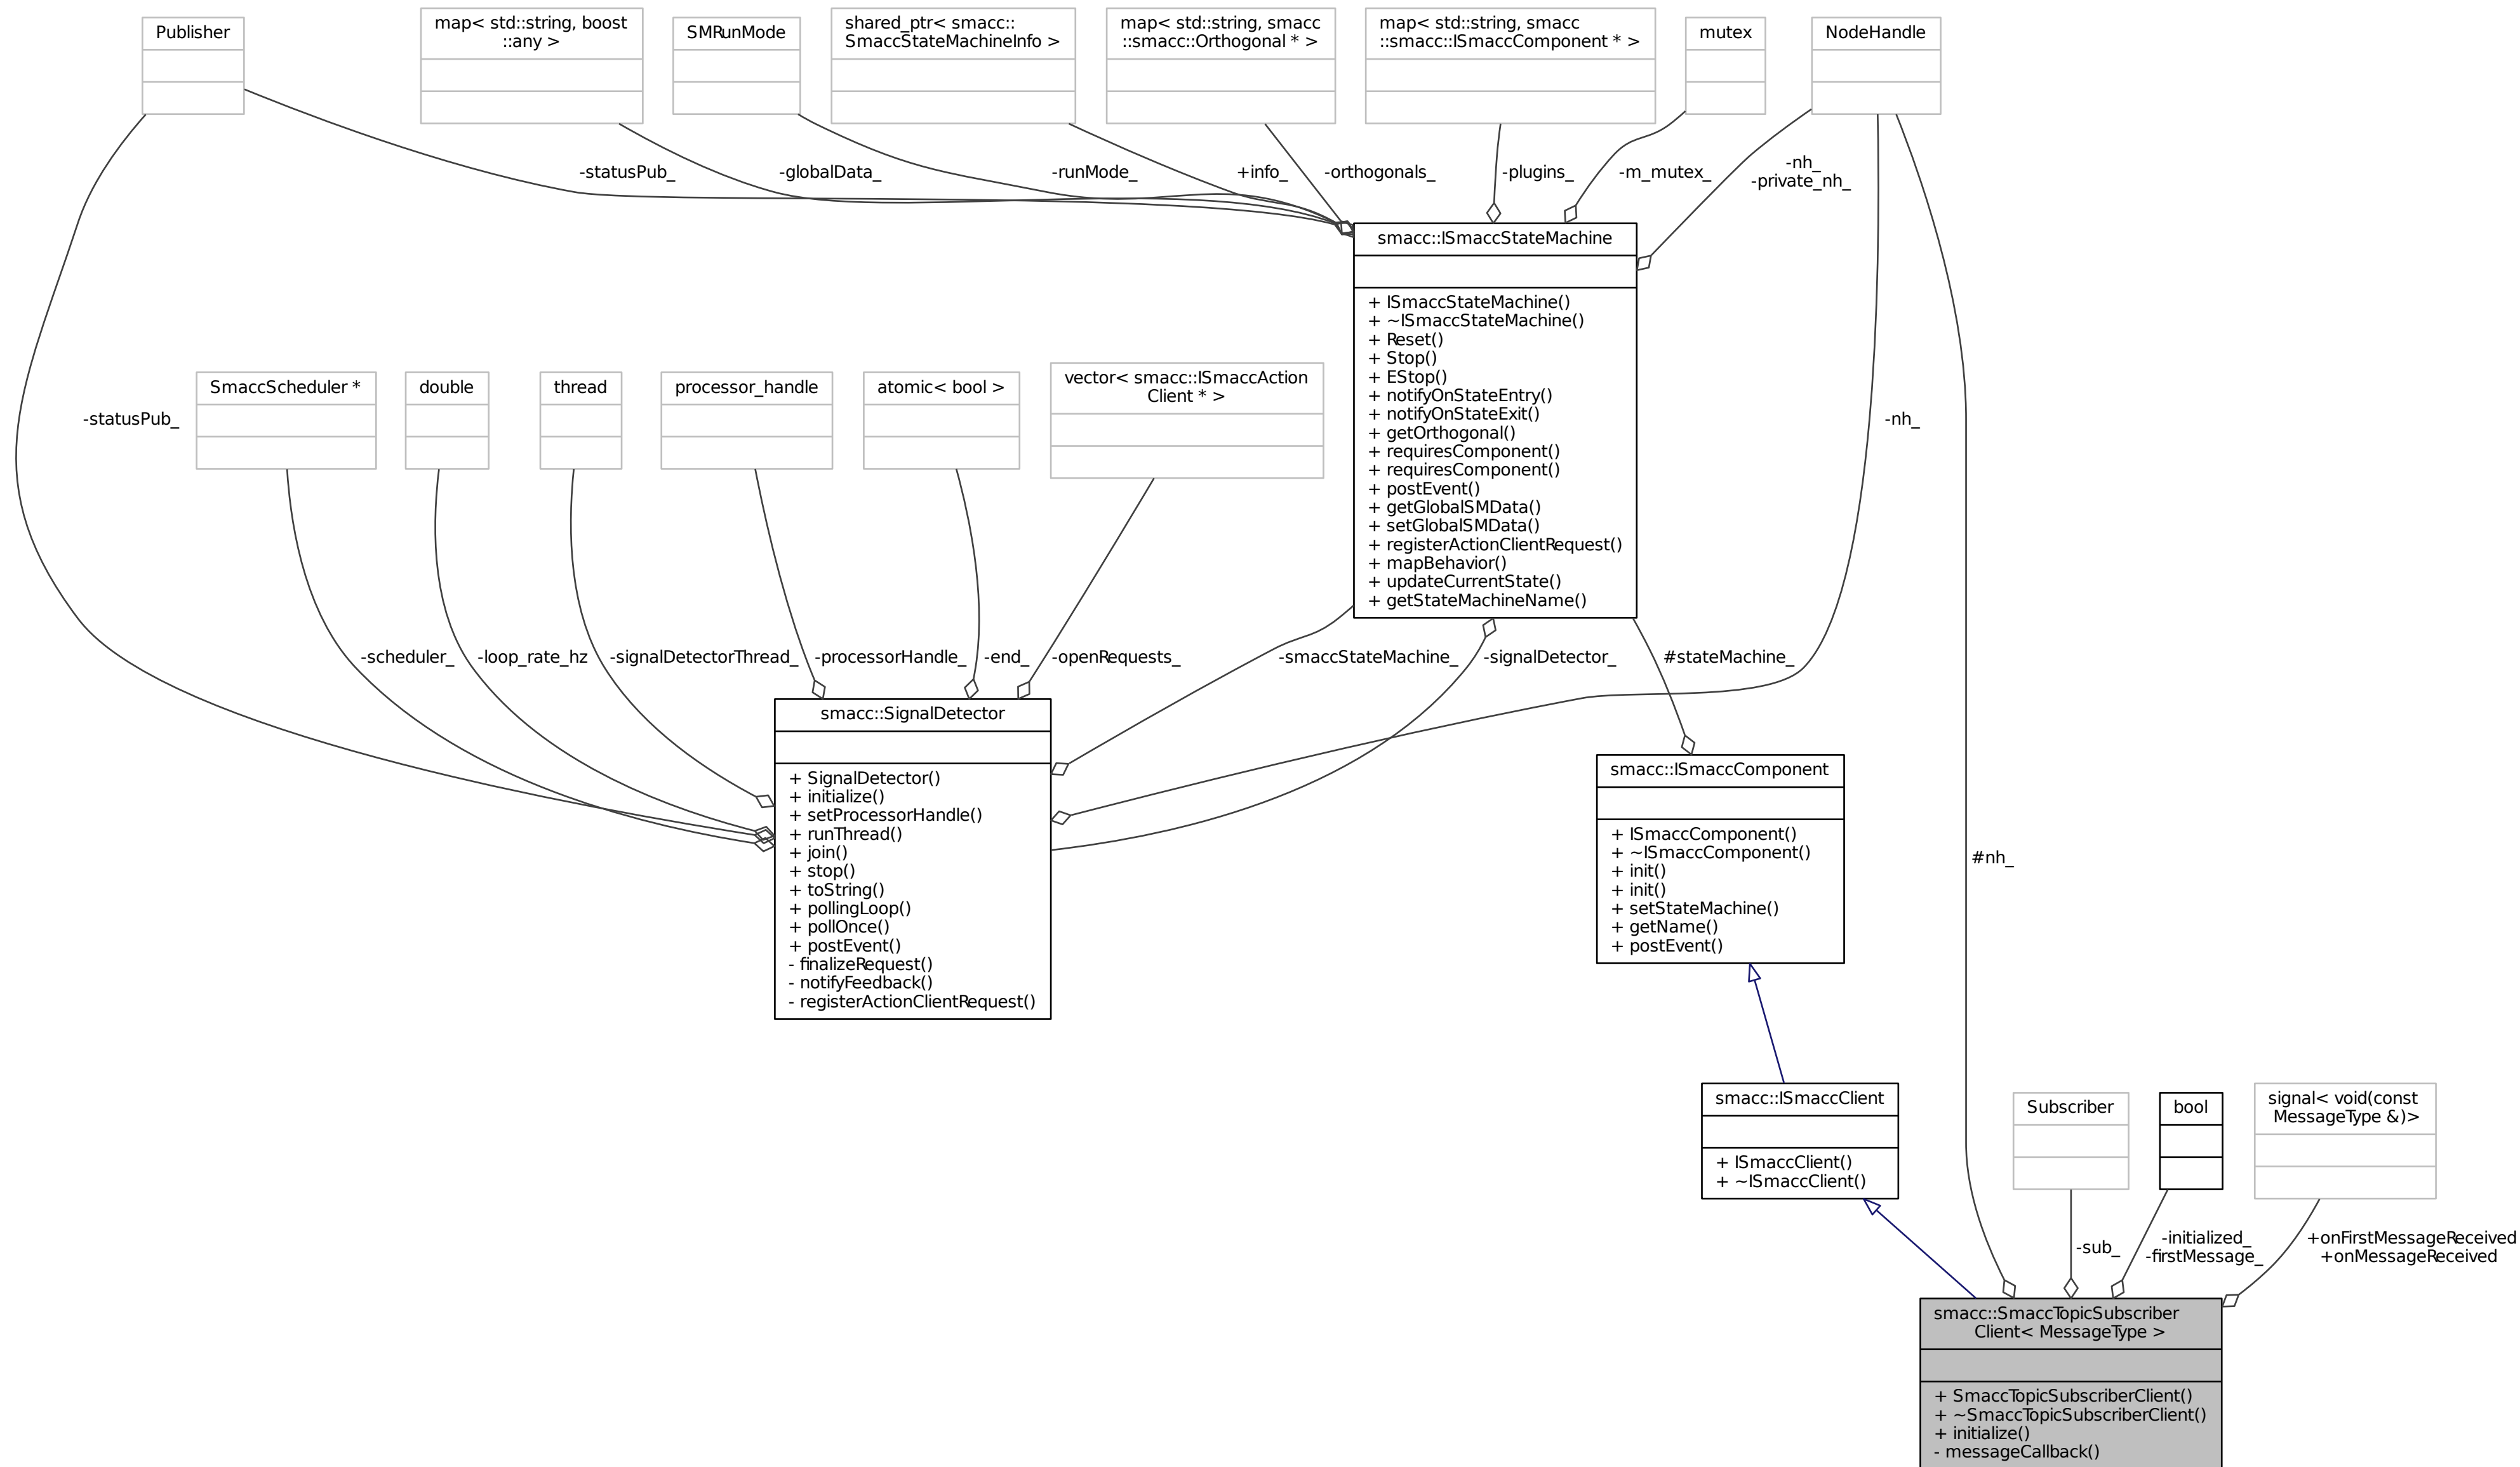 Publisher
map< std::string, boost
::any >
SMRunMode
shared_ptr< smacc::
SmaccStateMachineInfo >
map< std::string, smacc
::smacc::Orthogonal * >
map< std::string, smacc
::smacc::ISmaccComponent * >
mutex
NodeHandle
-statusPub_
-globalData_
-runMode_
+info_
-orthogonals_
-plugins_
-m_mutex_
-nh_
-private_nh_
smacc::ISmaccStateMachine
+ ISmaccStateMachine()
+ ~ISmaccStateMachine()
+ Reset()
+ Stop()
+ EStop()
+ notifyOnStateEntry()
+ notifyOnStateExit()
+ getOrthogonal()
+ requiresComponent()
+ requiresComponent()
+ postEvent()
+ getGlobalSMData()
+ setGlobalSMData()
+ registerActionClientRequest()
+ mapBehavior()
+ updateCurrentState()
+ getStateMachineName()
-statusPub_
SmaccScheduler *
double
thread
processor_handle
atomic< bool >
vector< smacc::ISmaccAction
Client * >
-nh_
-scheduler_
-loop_rate_hz
-signalDetectorThread_
-processorHandle_
-end_
-openRequests_
-smaccStateMachine_
-signalDetector_
#stateMachine_
smacc::SignalDetector
+ SignalDetector()
+ initialize()
+ setProcessorHandle()
+ runThread()
+ join()
+ stop()
+ toString()
+ pollingLoop()
+ pollOnce()
+ postEvent()
- finalizeRequest()
- notifyFeedback()
- registerActionClientRequest()
smacc::ISmaccComponent
+ ISmaccComponent()
+ ~ISmaccComponent()
+ init()
+ init()
+ setStateMachine()
+ getName()
+ postEvent()
#nh_
smacc::ISmaccClient
+ ISmaccClient()
+ ~ISmaccClient()
Subscriber
bool
signal< void(const
MessageType &)>
-sub_
-initialized_
-firstMessage_
+onFirstMessageReceived
+onMessageReceived
smacc::SmaccTopicSubscriber
Client< MessageType >
+ SmaccTopicSubscriberClient()
+ ~SmaccTopicSubscriberClient()
+ initialize()
- messageCallback()